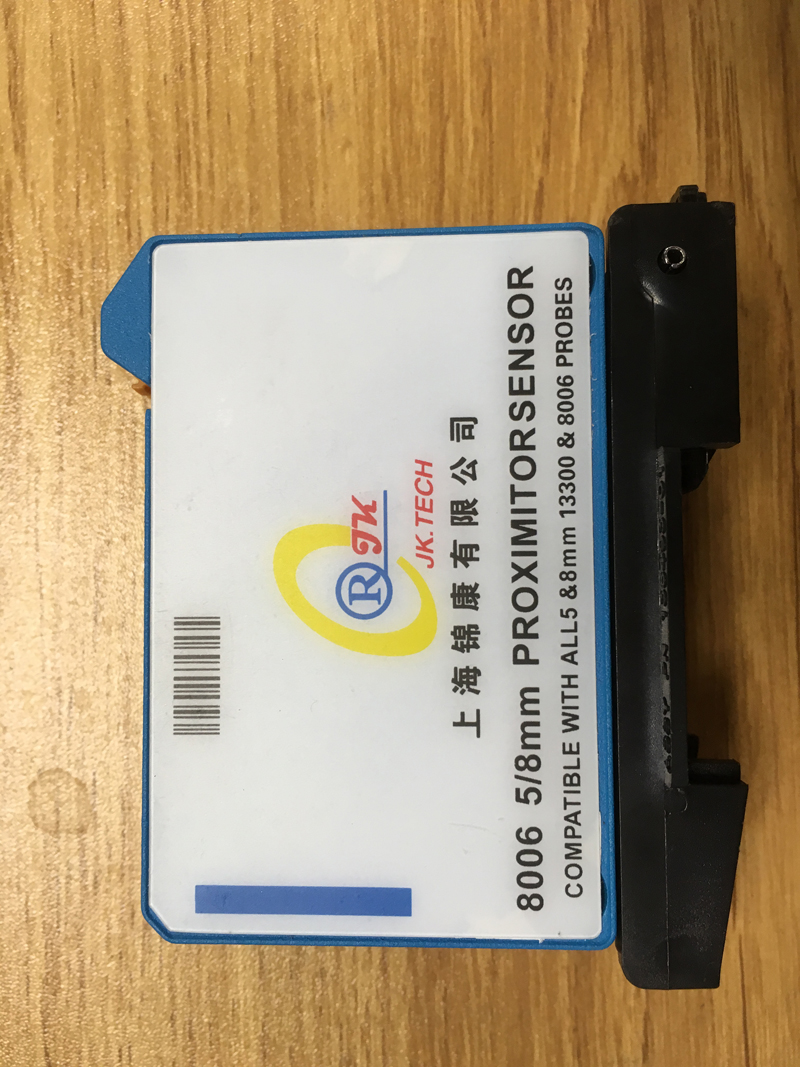 ® JK
JK.TECH
上海锦康有限公司
8006 5/8mm PROXIMITORSENSOR
COMPATIBLE WITH ALL5 &8mm 13300 & 8006 PROBES